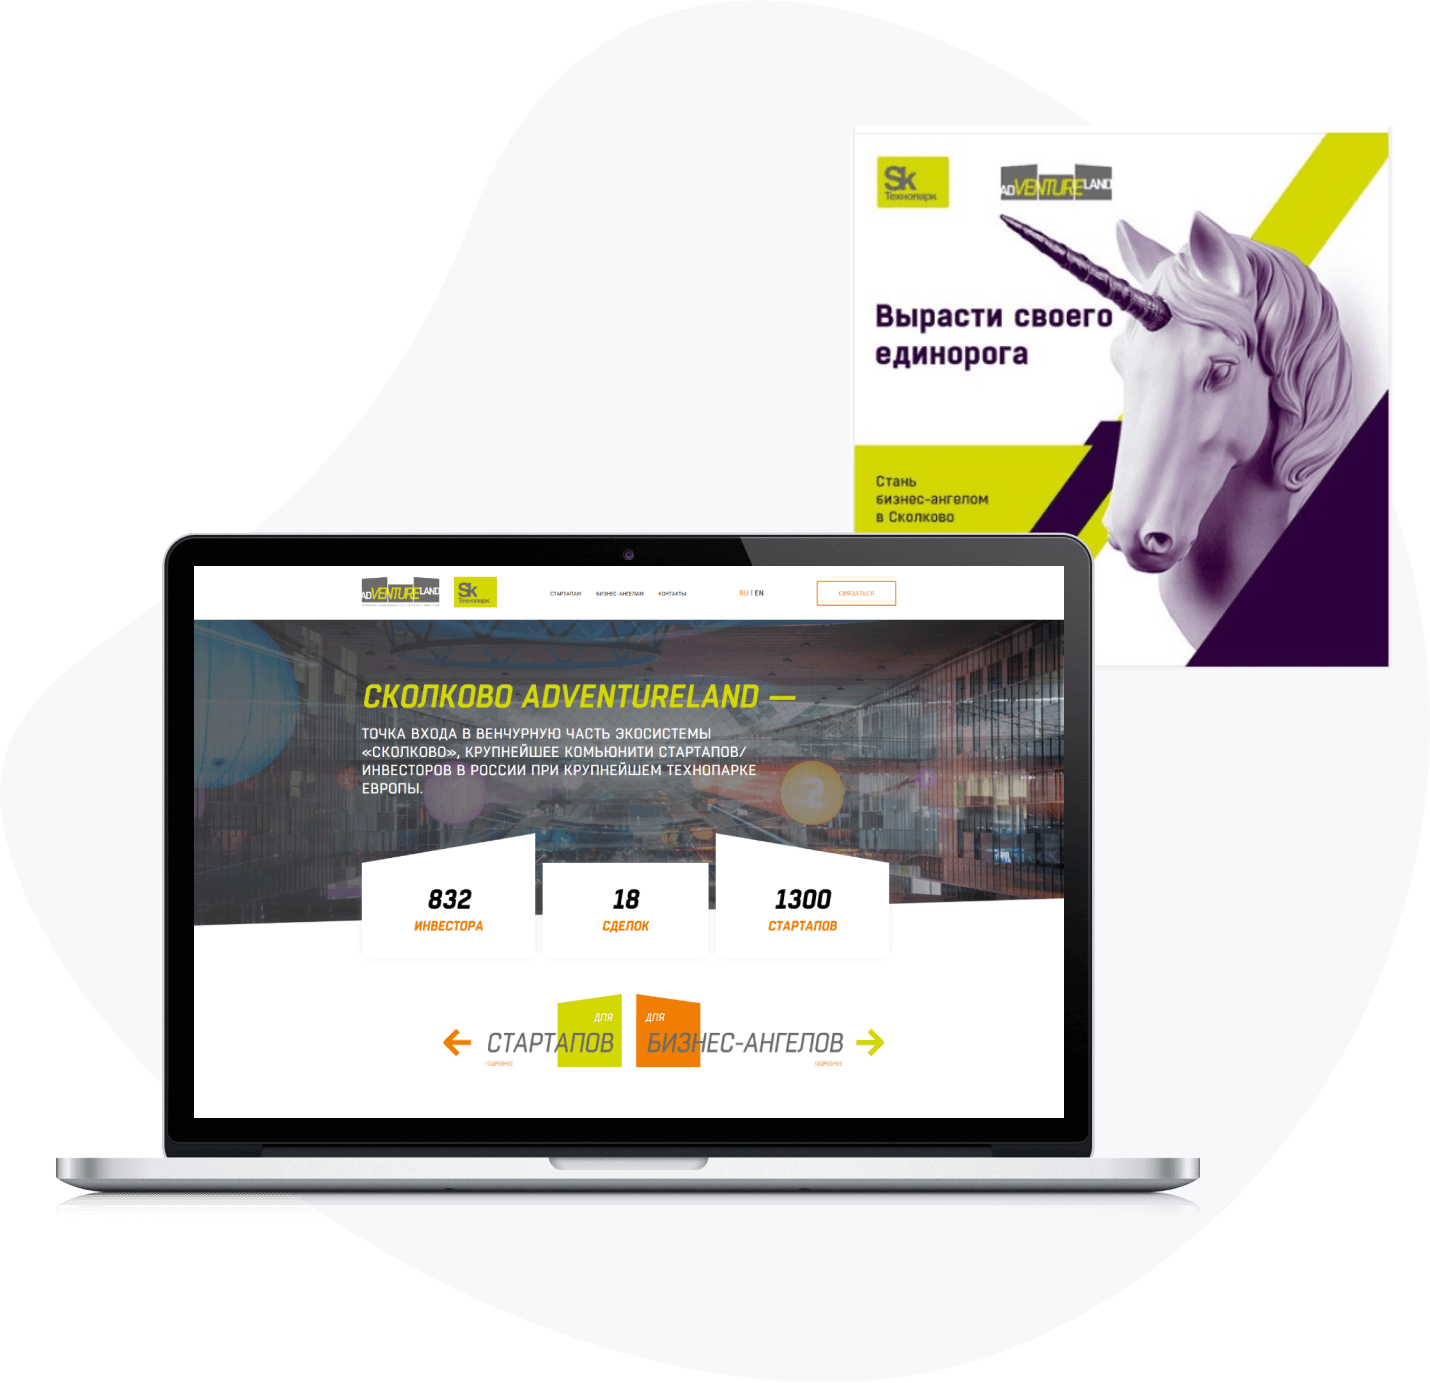 Sk
Технопарк
ADVENTURELAND
Вырасти своего
единорога
Стань
бизнес-ангелом
в Сколково
ADVENTURELAND
Sk
Технопарк
СТАРТАПАМ
БИЗНЕС-АНГЕЛАМ
КОНТАКТЫ
RU | EN
СВЯЗАТЬСЯ
СКОЛКОВО ADVENTURELAND —
ТОЧКА ВХОДА В ВЕНЧУРНУЮ ЧАСТЬ ЭКОСИСТЕМЫ
«СКОЛКОВО», КРУПНЕЙШЕЕ КОМЬЮНИТИ СТАРТАПОВ/
ИНВЕСТОРОВ В РОССИИ ПРИ КРУПНЕЙШЕМ ТЕХНОПАРКЕ
ЕВРОПЫ.
2
832
ИНВЕСТОРА
18
СДЕЛОК
1300
СТАРТАПОВ
ДЛЯ
СТАРТАПОВ
ПОДРОБНЕЕ
ДЛЯ
БИЗНЕС-АНГЕЛОВ
ПОДРОБНЕЕ